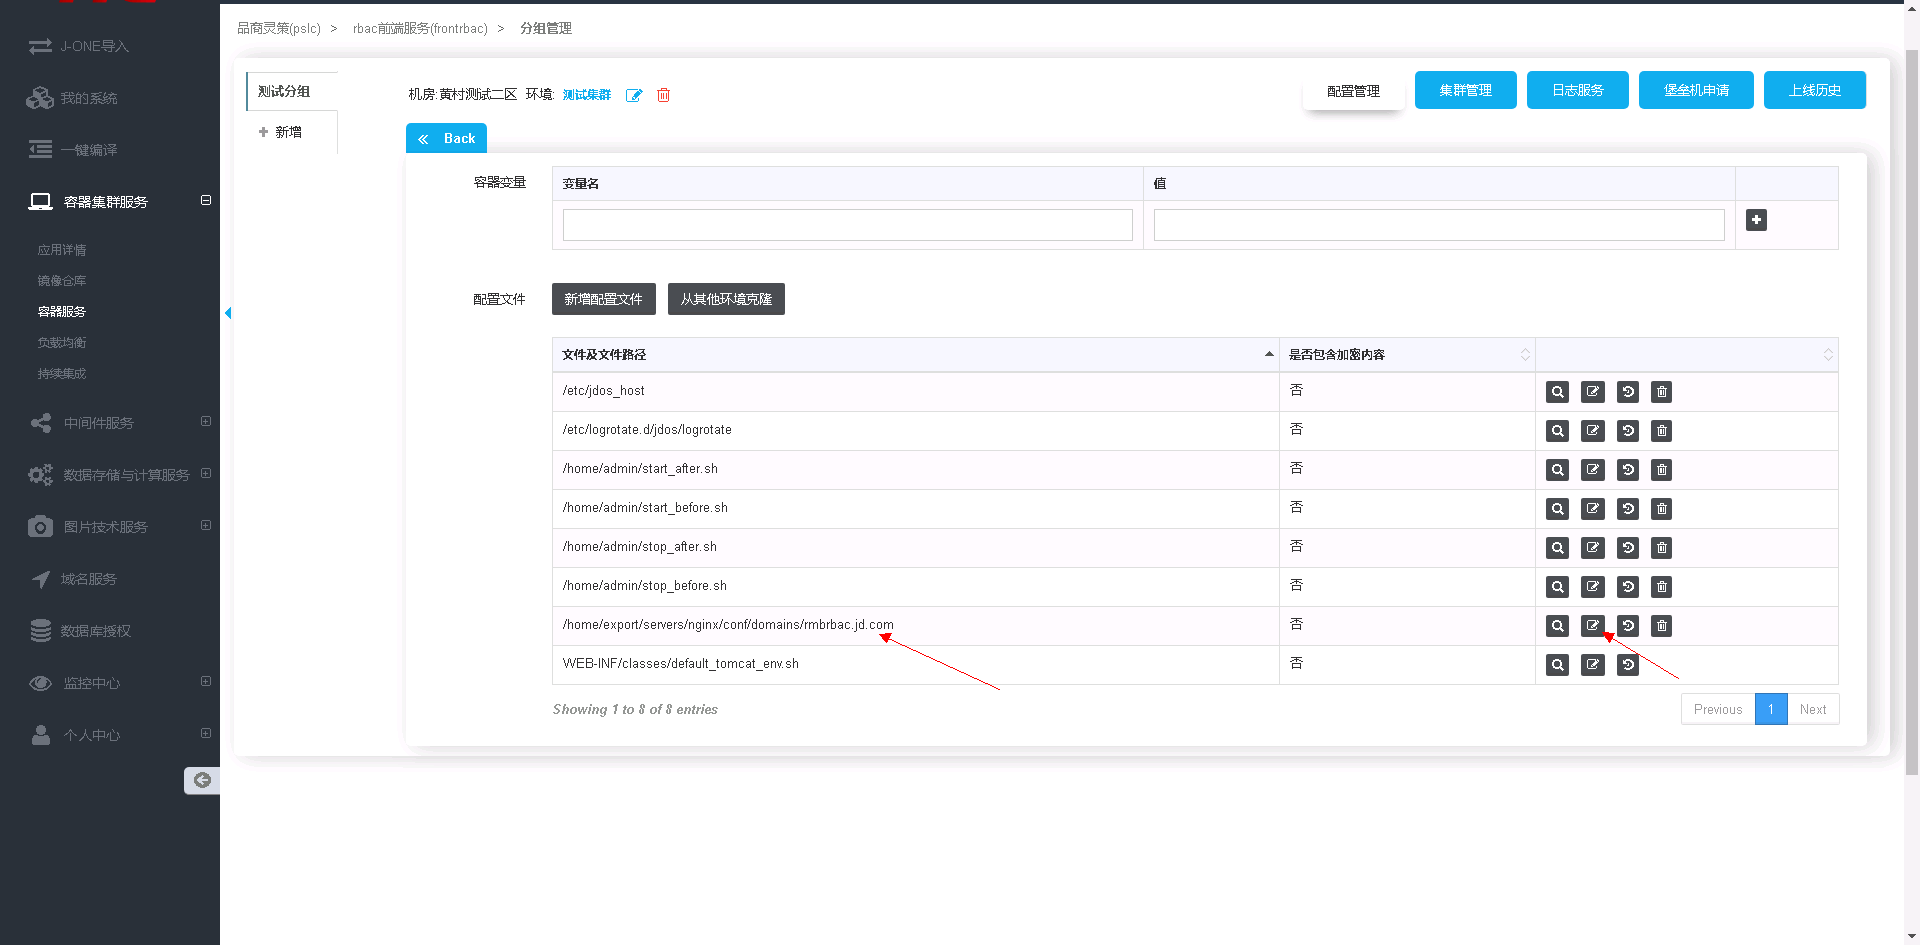 品商灵策(pslc) > rbac前端服务(frontrbac) > 分组管理
J-ONE导入
我的系统
一键编译
容器集群服务
应用详情
镜像仓库
容器服务
负载均衡
持续集成
中间件服务
数据存储与计算服务
图片技术服务
域名服务
数据库授权
监控中心
个人中心
测试分组
新增
机房:黄村测试二区 环境: 测试集群
配置管理
集群管理
日志服务
堡垒机申请
上线历史
Back
容器变量
变量名
值
配置文件
新增配置文件
从其他环境克隆
文件及文件路径
是否包含加密内容
/etc/jdos_host
否
/etc/logrotate.d/jdos/logrotate
否
/home/admin/start_after.sh
否
/home/admin/start_before.sh
否
/home/admin/stop_after.sh
否
/home/admin/stop_before.sh
否
/home/export/servers/nginx/conf/domains/rmbrbac.jd.com
否
WEB-INF/classes/default_tomcat_env.sh
否
Showing 1 to 8 of 8 entries
Previous 1 Next